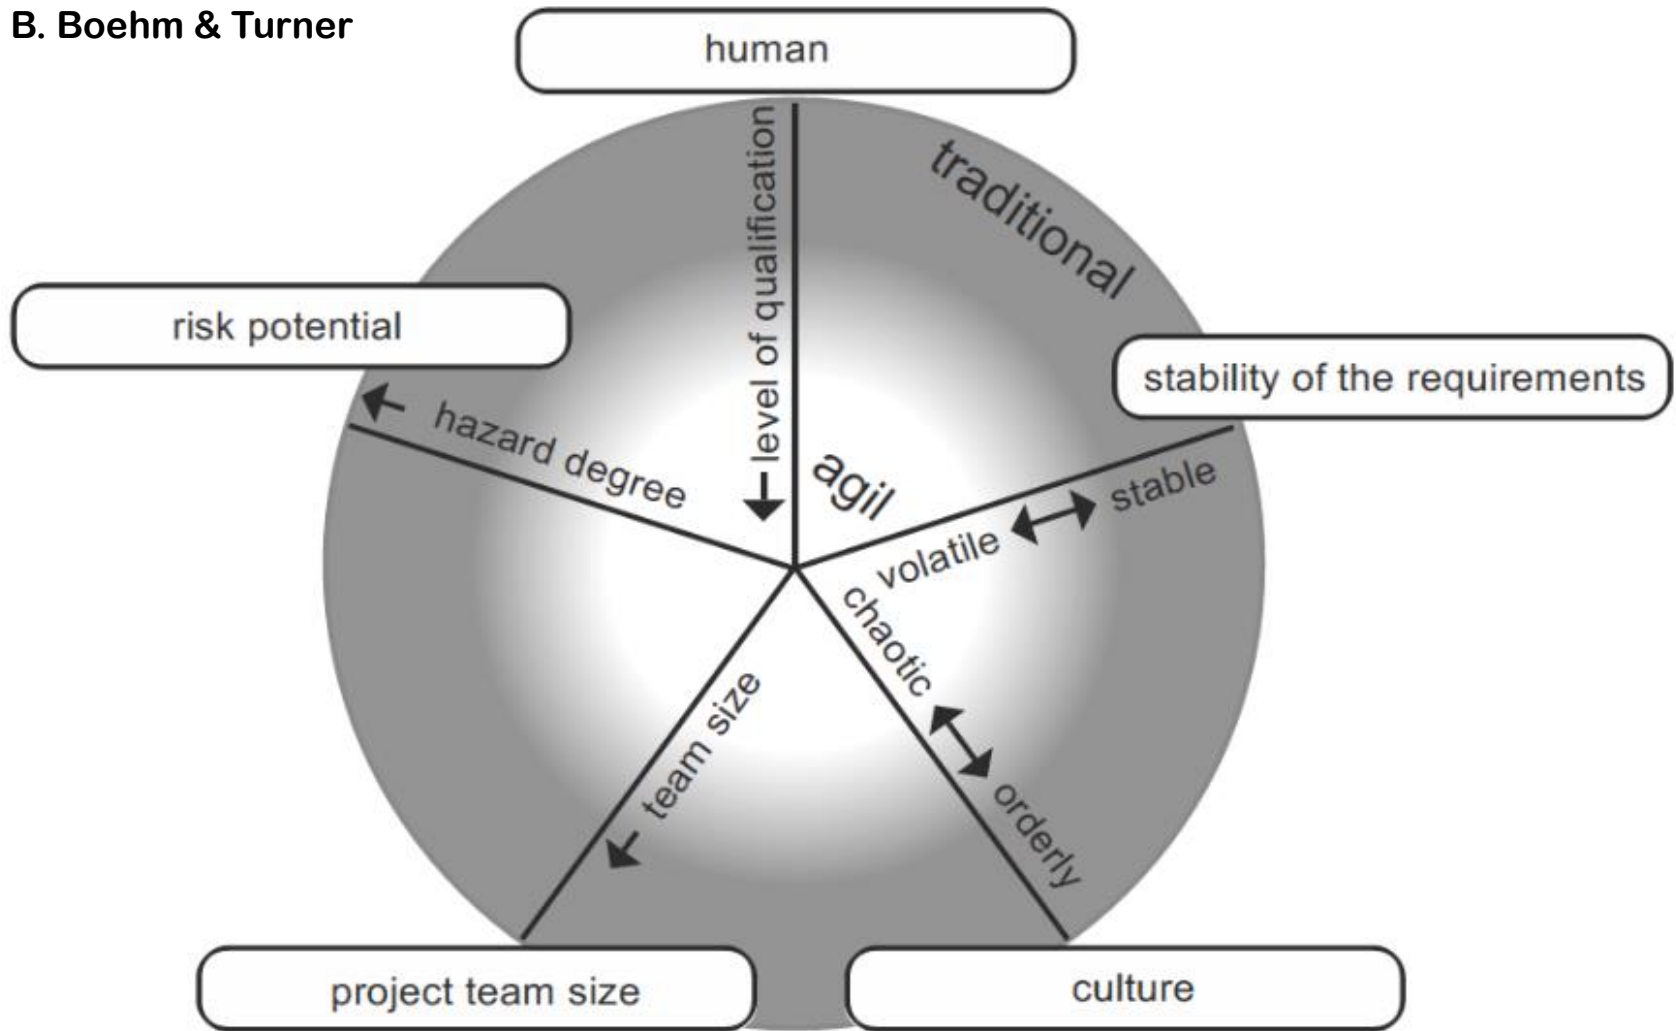 B. Boehm & Turner
human
level of qualification
traditional
risk potential
stability of the requirements
hazard degree
agil
stable
volatile
chaotic
team size
orderly
project team size
culture